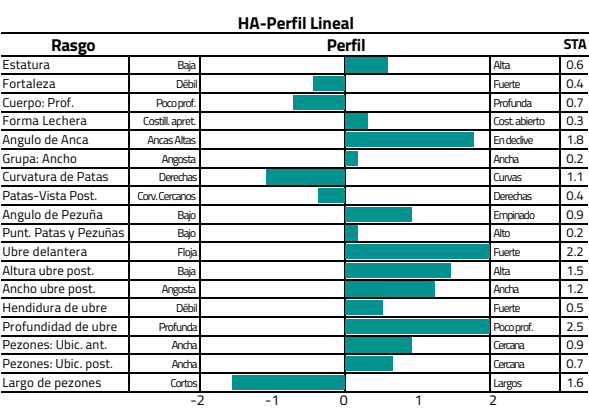 HA-Perfil Lineal
Rasgo Perfil STA
Estatura Baja Alta 0.6
Fortaleza Débil Fuerte 0.4
Cuerpo: Prof. Poco prof. Profunda 0.7
Forma Lechera Costill. apret. Cost. abierto 0.3
Angulo de Anca Ancas Altas En declive 1.8
Grupa: Ancho Angosta Ancha 0.2
Curvatura de Patas Derechas Curvas 1.1
Patas-Vista Post. Corv. Cercanos Derechas 0.4
Angulo de Pezuña Bajo Empinado 0.9
Punt. Patas y Pezuñas Bajo Alto 0.2
Ubre delantera Floja Fuerte 2.2
Altura ubre post. Baja Alta 1.5
Ancho ubre post. Angosta Ancha 1.2
Hendidura de ubre Débil Fuerte 0.5
Profundidad de ubre Profunda Poco prof. 2.5
Pezones: Ubic. ant. Ancha Cercana 0.9
Pezones: Ubic. post. Ancha Cercana 0.7
Largo de pezones Cortos Largos 1.6
-2 -1 0 1 2